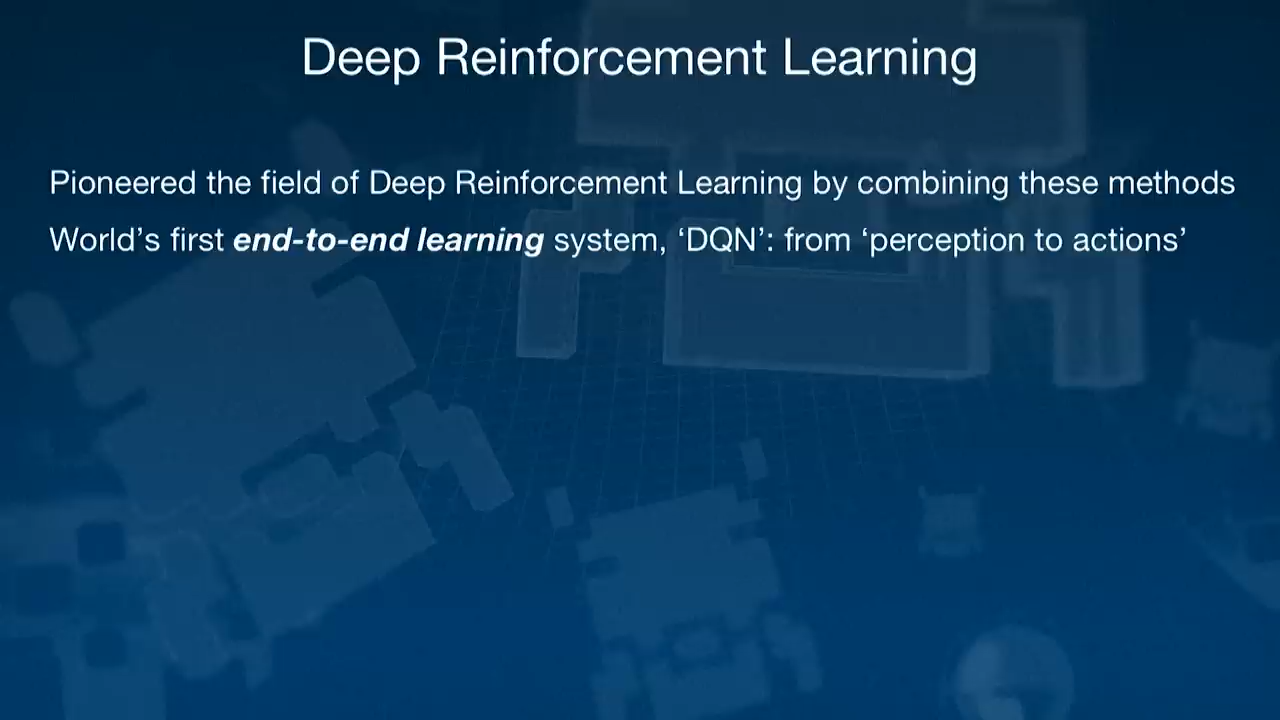 Deep Reinforcement Learning
Pioneered the field of Deep Reinforcement Learning by combining these methods
World’s first end-to-end learning system, ‘DQN’: from ‘perception to actions’